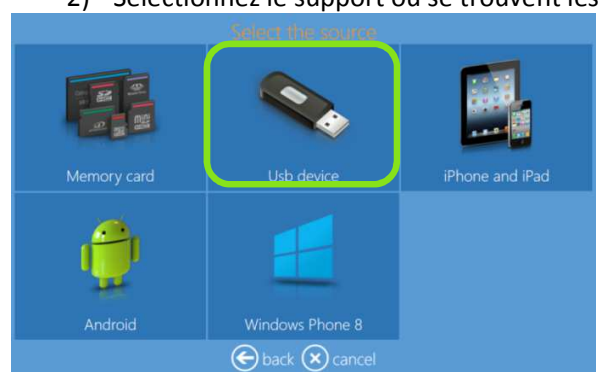 2) Sélectionnez le support où se trouvent les
Select the source
Memory card
Usb device
iPhone and iPad
Android
Windows Phone 8
back cancel